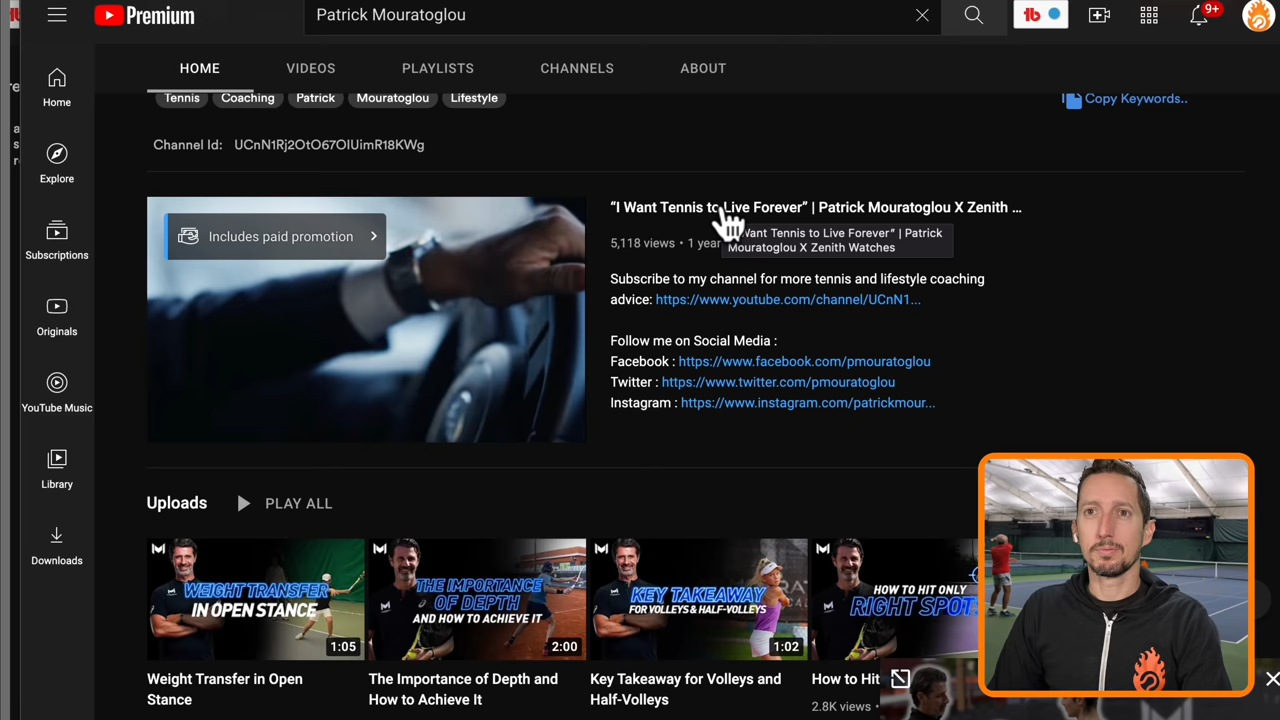 Premium
Patrick Mouratoglou
9+
HOME VIDEOS PLAYLISTS CHANNELS ABOUT
Tennis Coaching Patrick Mouratoglou Lifestyle
Copy Keywords..
Channel Id: UCnN1Rj2OtO67OIUimR18KWg
Home
Explore
Subscriptions
Originals
YouTube Music
Library
Downloads
Includes paid promotion
“I Want Tennis to Live Forever” | Patrick Mouratoglou X Zenith ...
5,118 views • 1 year
Want Tennis to Live Forever” | Patrick
Mouratoglou X Zenith Watches
Subscribe to my channel for more tennis and lifestyle coaching
advice: https://www.youtube.com/channel/UCnN1...
Follow me on Social Media :
Facebook : https://www.facebook.com/pmouratoglou
Twitter : https://www.twitter.com/pmouratoglou
Instagram : https://www.instagram.com/patrickmour...
Uploads PLAY ALL
WEIGHT TRANSFER
IN OPEN STANCE
1:05
THE IMPORTANCE
OF DEPTH
AND HOW TO ACHIEVE IT
2:00
KEY TAKEAWAY
FOR VOLLEYS & HALF-VOLLEYS
1:02
HOW TO HIT ONLY
RIGHT SPOT
Weight Transfer in Open
Stance
The Importance of Depth and
How to Achieve It
Key Takeaway for Volleys and
Half-Volleys
How to Hit
2.8K views •